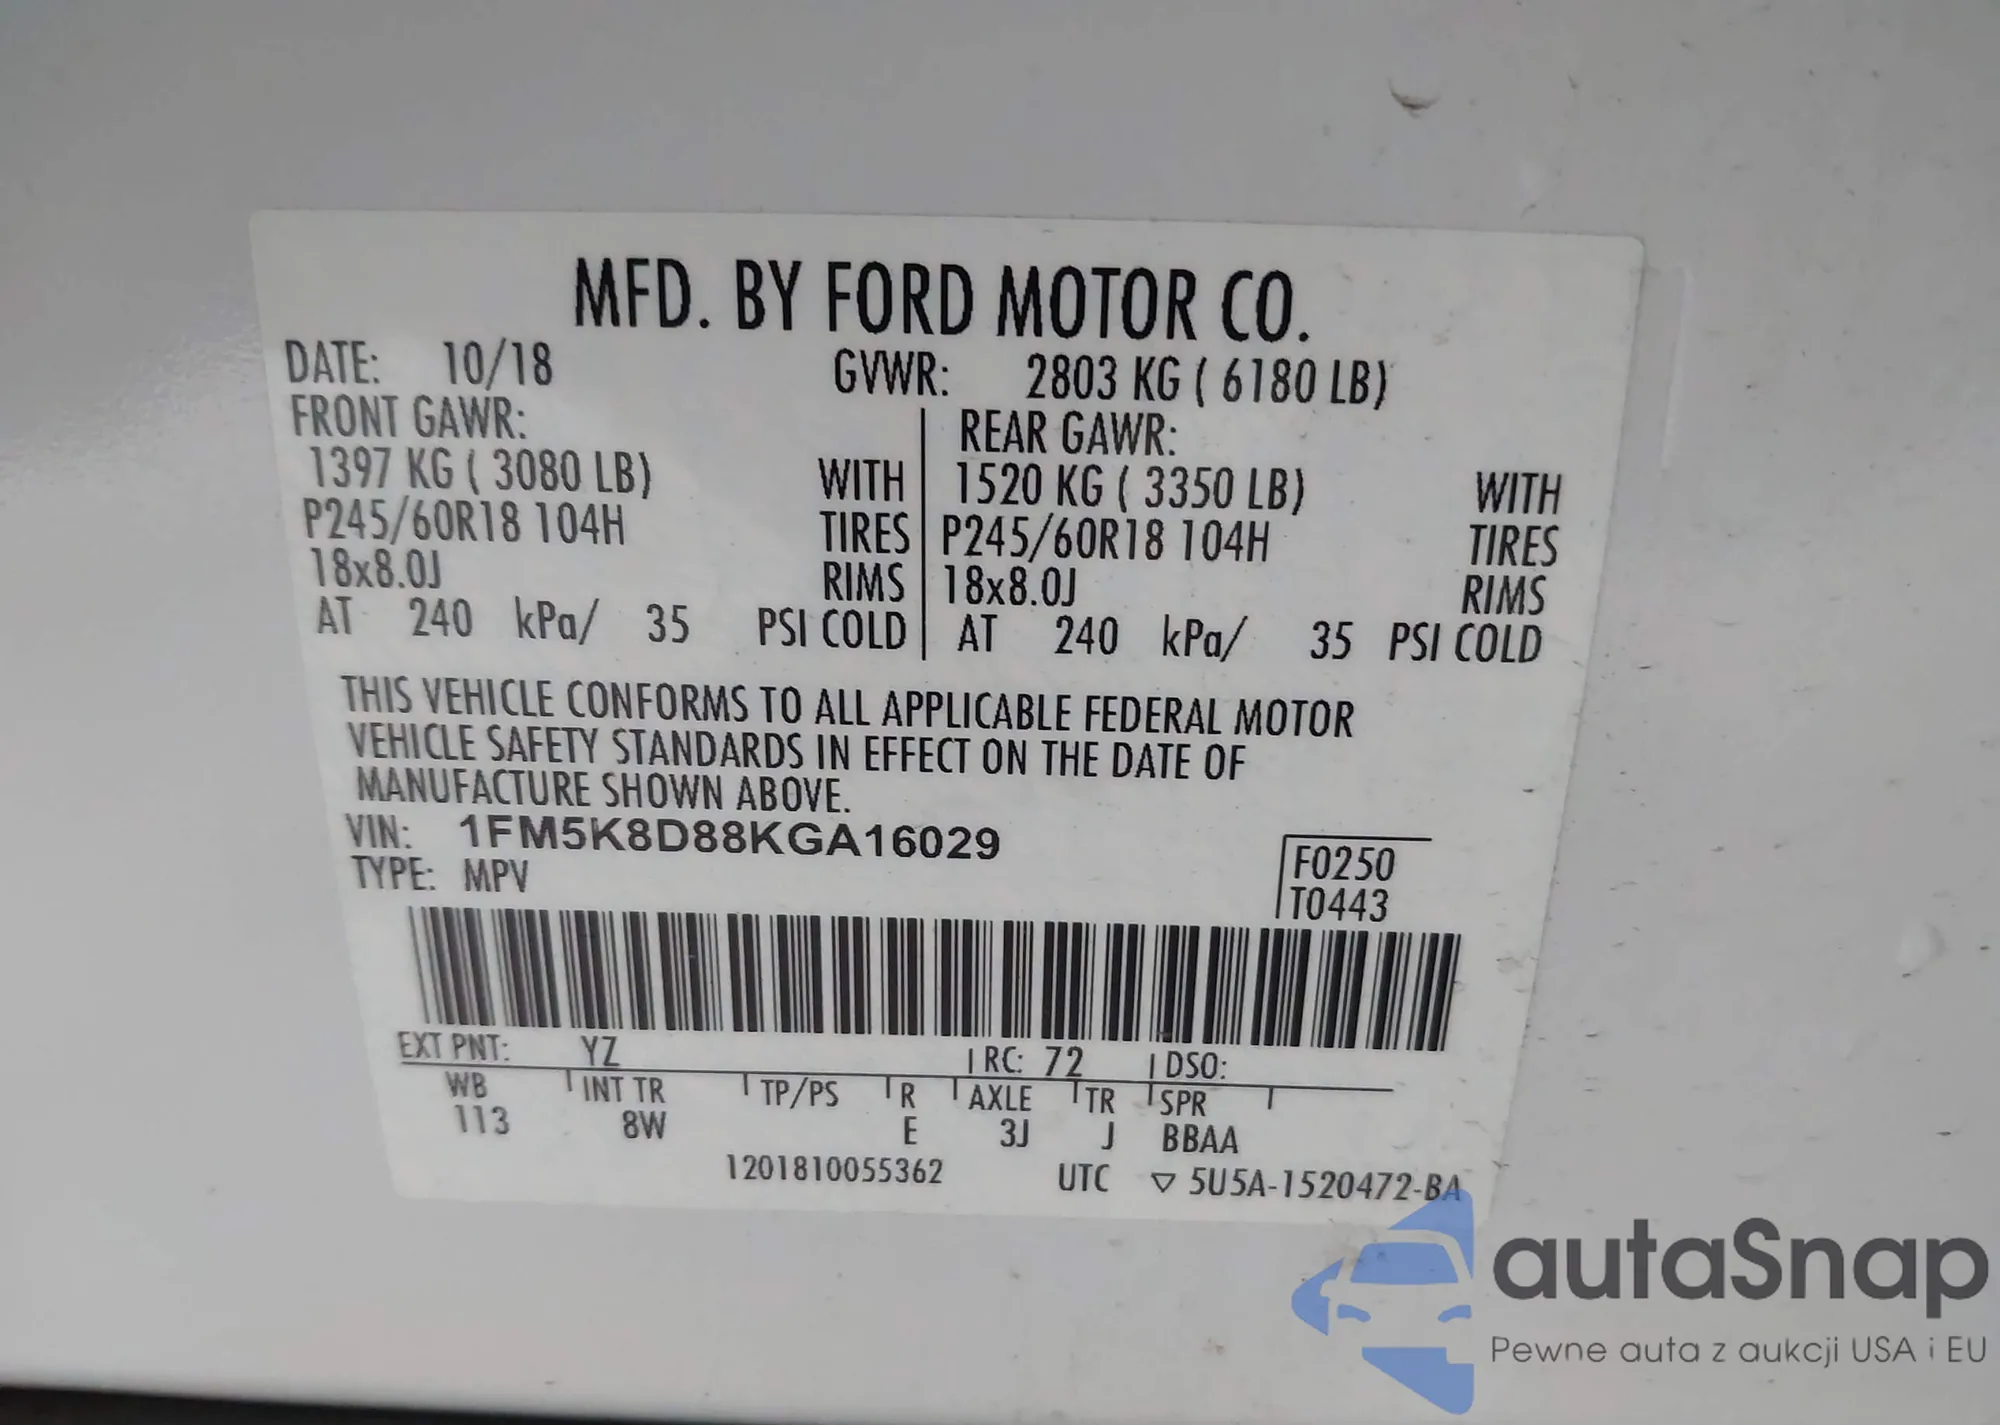 MFD. BY FORD MOTOR CO.
DATE: 10/18 GVWR: 2803 KG ( 6180 LB)
FRONT GAWR: REAR GAWR:
1397 KG ( 3080 LB) WITH 1520 KG ( 3350 LB) WITH
P245/60R18 104H TIRES P245/60R18 104H TIRES
18x8.0J RIMS 18x8.0J RIMS
AT 240 kPa/ 35 PSI COLD AT 240 kPa/ 35 PSI COLD
THIS VEHICLE CONFORMS TO ALL APPLICABLE FEDERAL MOTOR
VEHICLE SAFETY STANDARDS IN EFFECT ON THE DATE OF
MANUFACTURE SHOWN ABOVE.
VIN: 1FM5K8D88KGA16029
TYPE: MPV
F0250
T0443
EXT PNT: YZ RC: 72 DSO:
WB INT TR TP/PS R AXLE TR SPR
113 8W E 3J J BBAA
1201810055362 UTC ▽ 5U5A-1520472-BA
autaSnap
Pewne auta z aukcji USA i EU